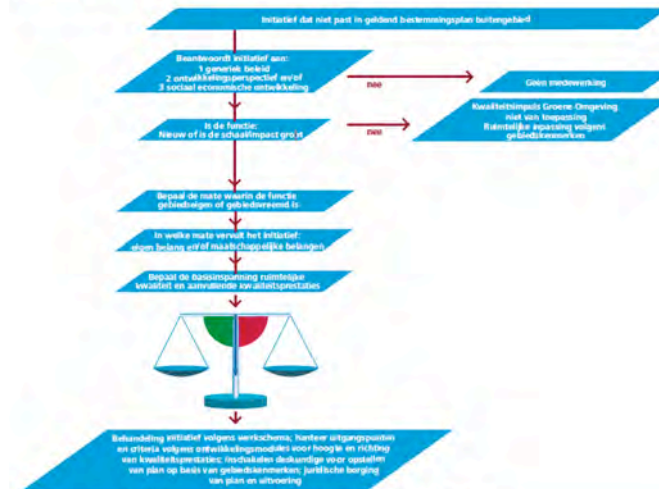 Initiatief dat niet past in geldend bestemmingsplan buitengebied
Beantwoordt initiatief aan:
1 generiek beleid
2 ontwikkelingsperspectief en/of
3 sociaal economische ontwikkeling
nee
Geen medewerking
Is de functie:
Nieuw of is de schaal/impact groot
nee
Kwaliteitsimpuls Groene Omgeving
niet van toepassing
Ruimtelijke inpassing volgens
gebiedskenmerken
Bepaal de mate waarin de functie
gebiedseigen of gebiedsvreemd is
In welke mate vervult het initiatief:
eigen belang en/of maatschappelijke belangen
Bepaal de basisinspanning ruimtelijke
kwaliteit en aanvullende kwaliteitsprestaties
Behandeling initiatief volgens werkschema; hanteer uitgangspunten
en criteria volgens ontwikkelingsmodules voor hoogte en richting
van kwaliteitsprestaties; inschakelen deskundige voor opstellen
van plan op basis van gebiedskenmerken; juridische borging
van plan en uitvoering